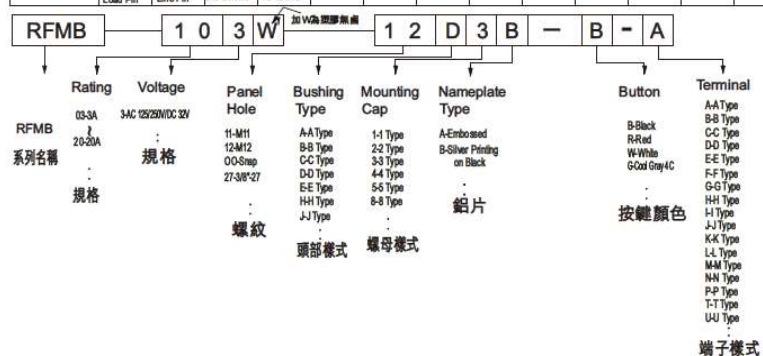 Load Pin
Line Pin
加W為塑膠無鹵
RFMB
1 0 3 W
1 2 D 3 B — B - A
RFMB
系列名稱
Rating
03-3A
~
20-20A
:
規格
Voltage
3-AC 125/250V/DC 32V
:
規格
Panel
Hole
11-M11
12-M12
OO-Snap
27-3/8"-27
:
螺紋
Bushing
Type
A-A Type
B-B Type
C-C Type
D-D Type
E-E Type
H-H Type
J-J Type
:
頭部樣式
Mounting
Cap
1-1 Type
2-2 Type
3-3 Type
4-4 Type
5-5 Type
8-8 Type
:
螺母樣式
Nameplate
Type
A-Embossed
B-Silver Printing
on Black
:
鋁片
Button
B-Black
R-Red
W-White
G-Cool Gray 4C
:
按鍵顏色
Terminal
A-A Type
B-B Type
C-C Type
D-D Type
E-E Type
F-F Type
G-G Type
H-H Type
I-I Type
J-J Type
K-K Type
L-L Type
M-M Type
N-N Type
P-P Type
T-T Type
U-U Type
:
端子樣式